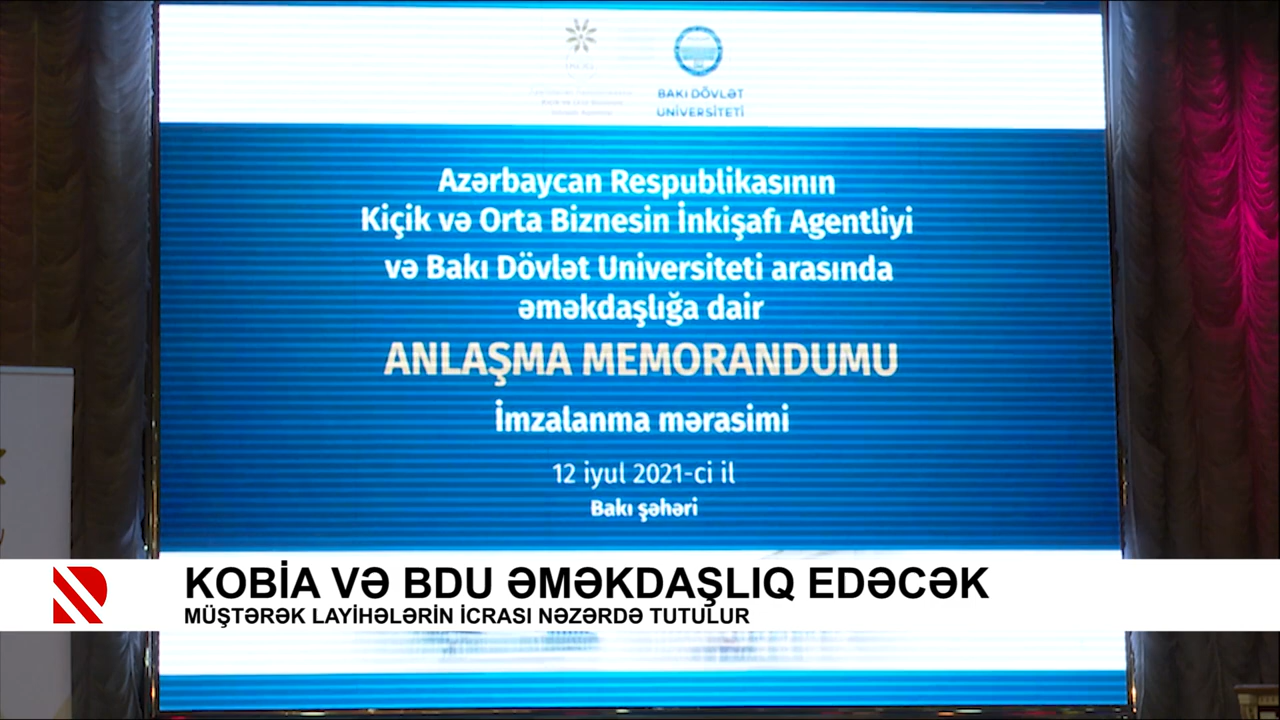 BAKI DÖVLƏT
UNİVERSİTETİ
Azərbaycan Respublikasının
Kiçik və Orta Biznesin İnkişafı Agentliyi
və Bakı Dövlət Universiteti arasında
əməkdaşlığa dair
ANLAŞMA MEMORANDUMU
İmzalanma mərasimi
12 iyul 2021-ci il
Bakı şəhəri
KOBİA VƏ BDU ƏMƏKDAŞLIQ EDƏCƏK
MÜŞTƏRƏK LAYİHƏLƏRİN İCRASI NƏZƏRDƏ TUTULUR